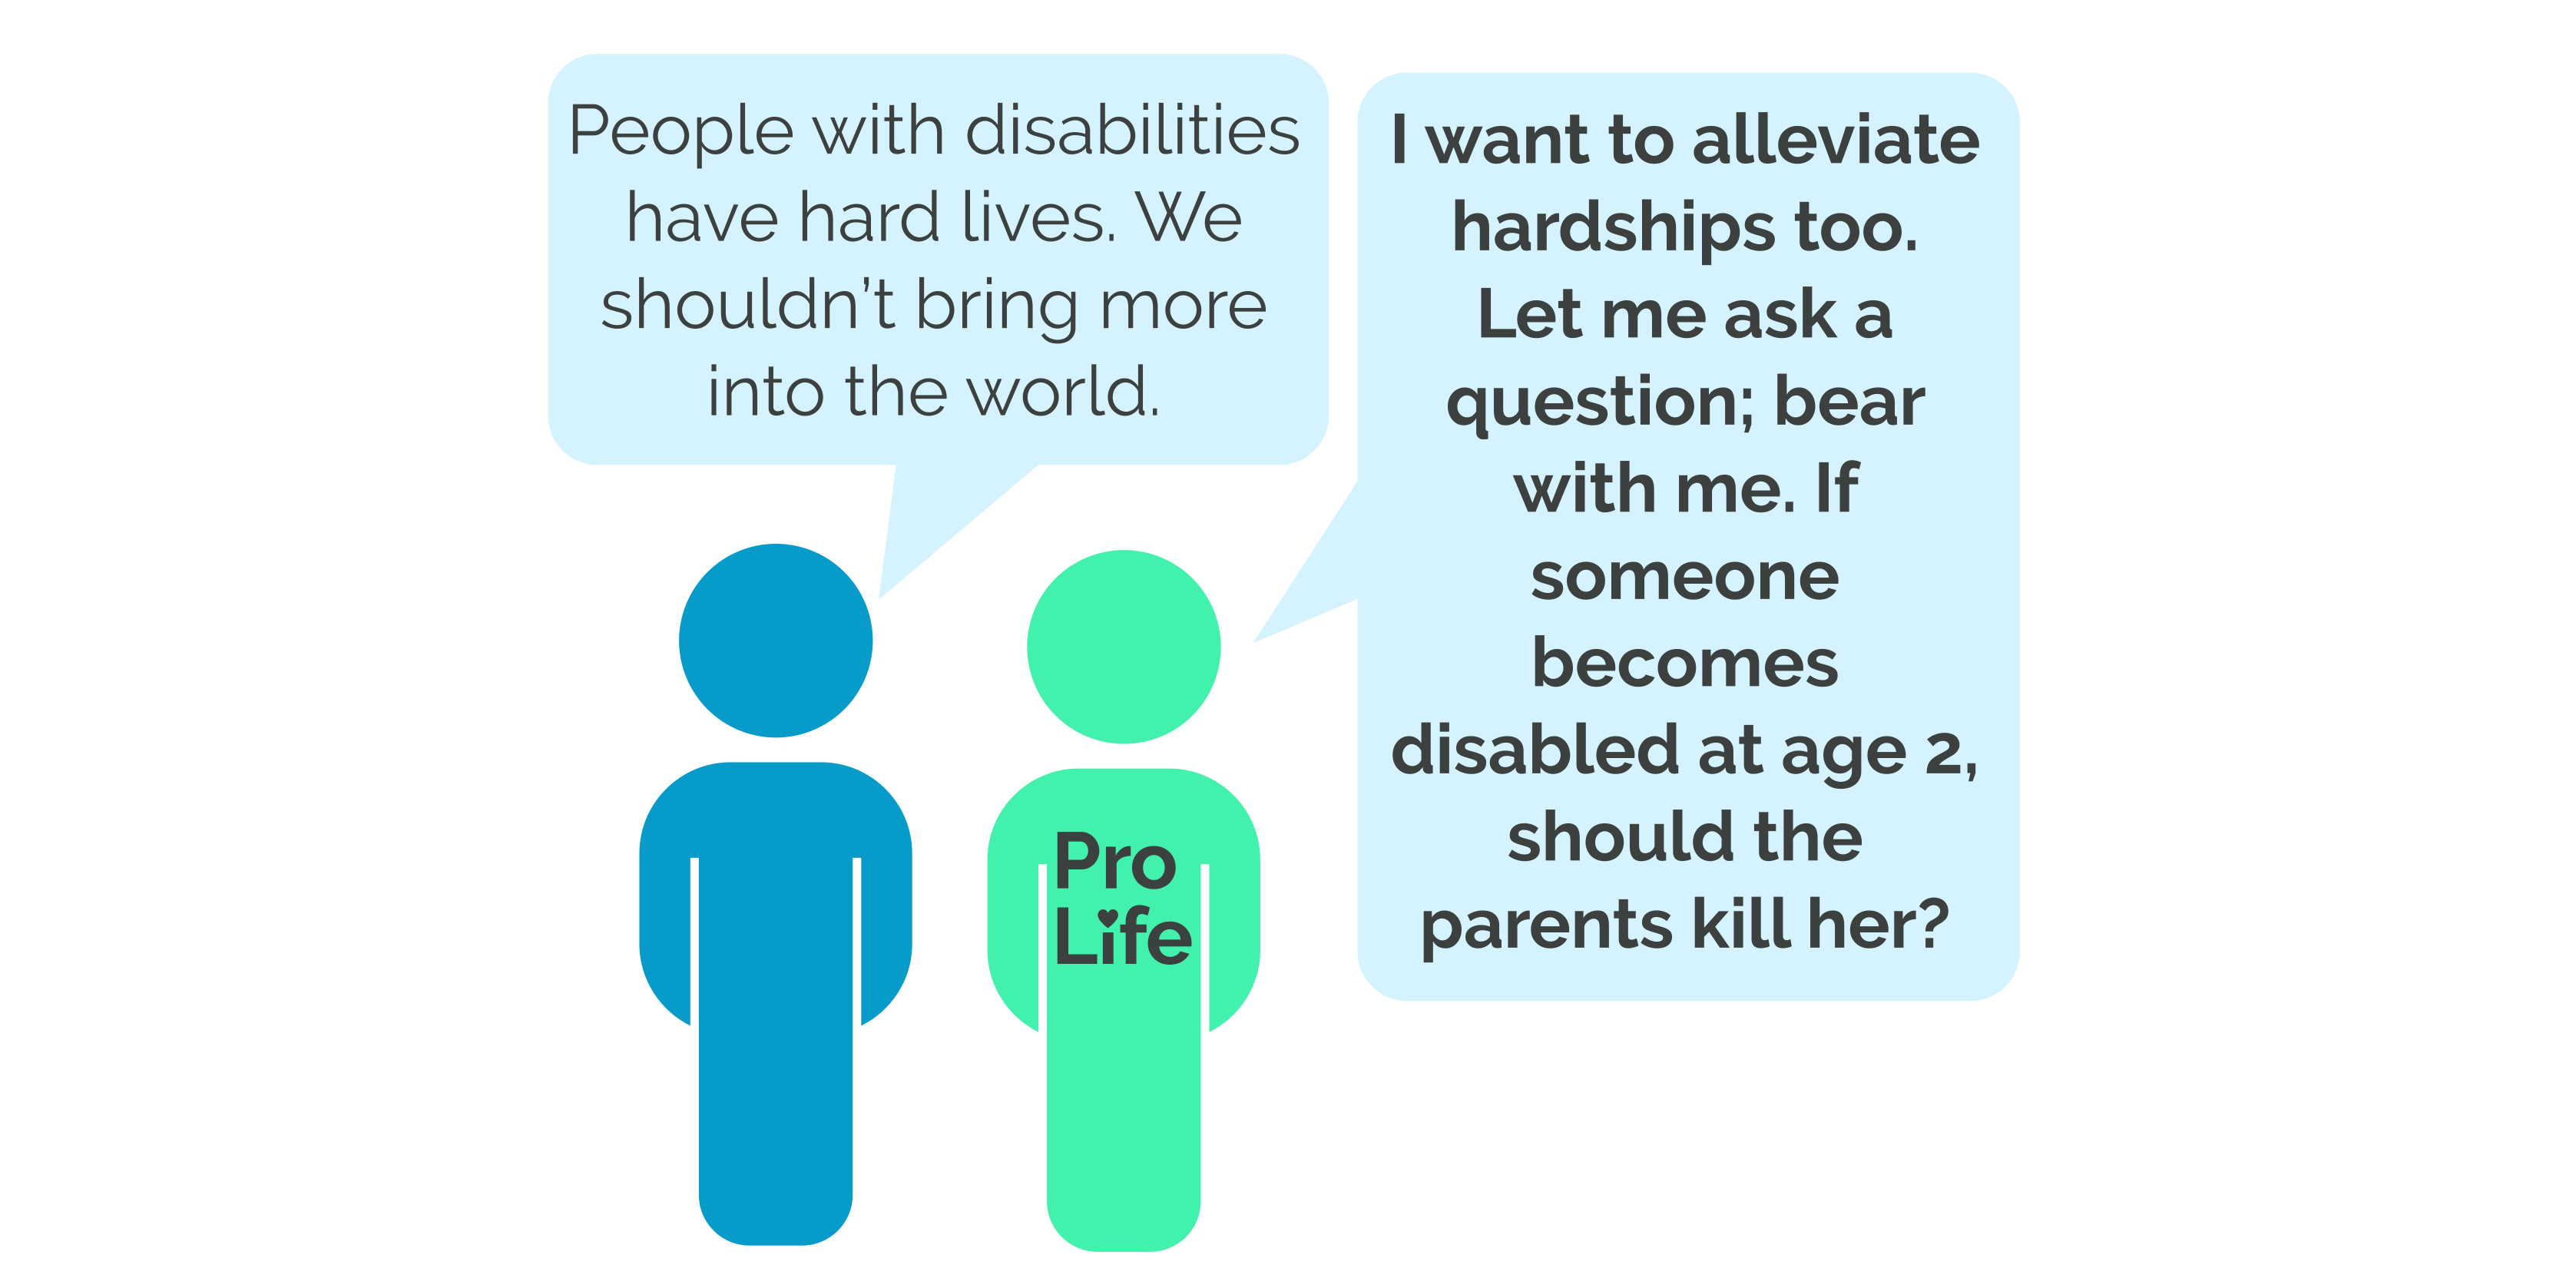 People with disabilities
have hard lives. We
shouldn’t bring more
into the world.
I want to alleviate
hardships too.
Let me ask a
question; bear
with me. If
someone
becomes
disabled at age 2,
should the
parents kill her?
Pro
Life